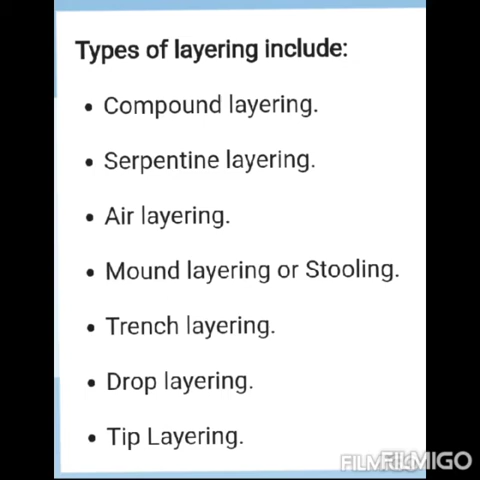 Types of layering include:
• Compound layering.
• Serpentine layering.
• Air layering.
• Mound layering or Stooling.
• Trench layering.
• Drop layering.
• Tip Layering.
FILMIGO